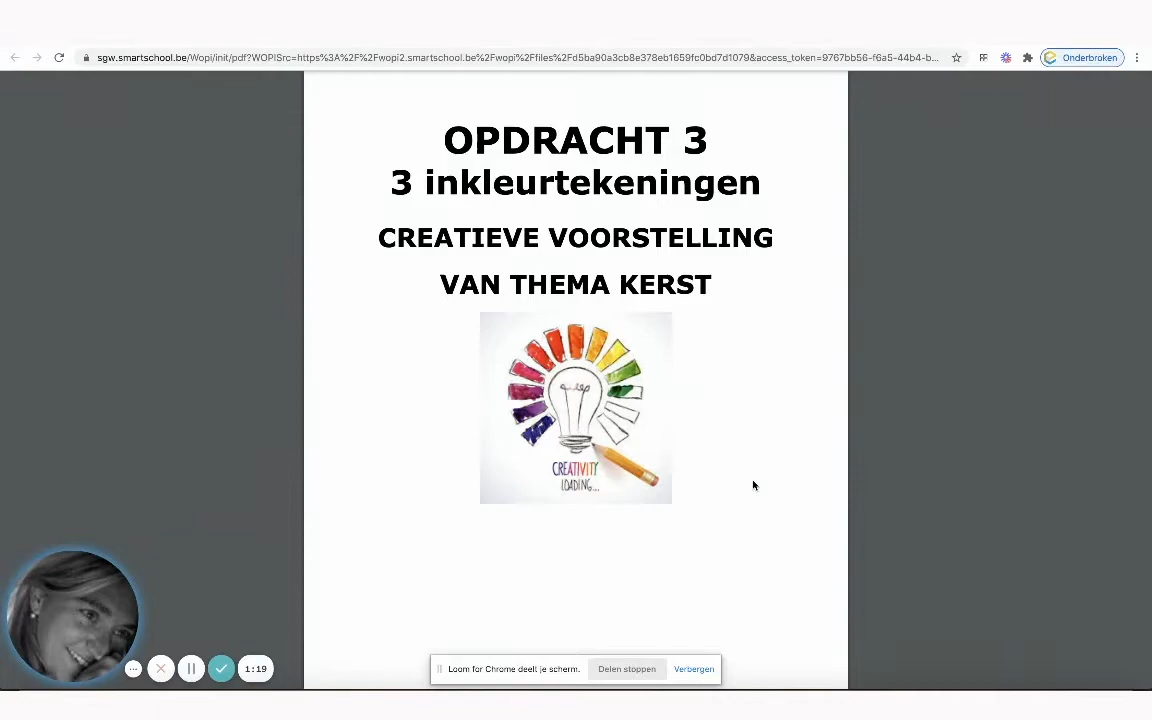 sgw.smartschool.be/Wopi/init/pdf?WOPISrc=https%3A%2F%2Fwopi2.smartschool.be%2Fwopi%2Ffiles%2Fd5ba90a3cb8e378eb1659fc0bd7d1079&access_token=9767bb56-f6a5-44b4-b...
Onderbroken
OPDRACHT 3
3 inkleurtekeningen
CREATIEVE VOORSTELLING
VAN THEMA KERST
CREATIVITY
LOADING...
1:19
Loom for Chrome deelt je scherm. Delen stoppen Verbergen